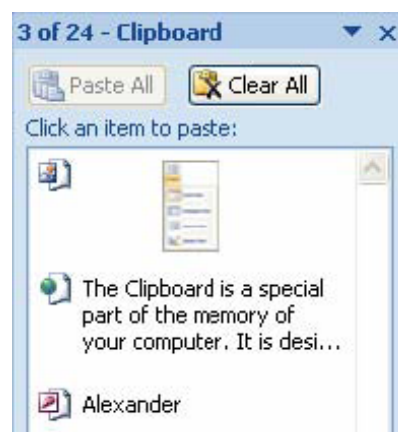 3 of 24 - Clipboard
Paste All
Clear All
Click an item to paste:
The Clipboard is a special
part of the memory of
your computer. It is desi...
Alexander